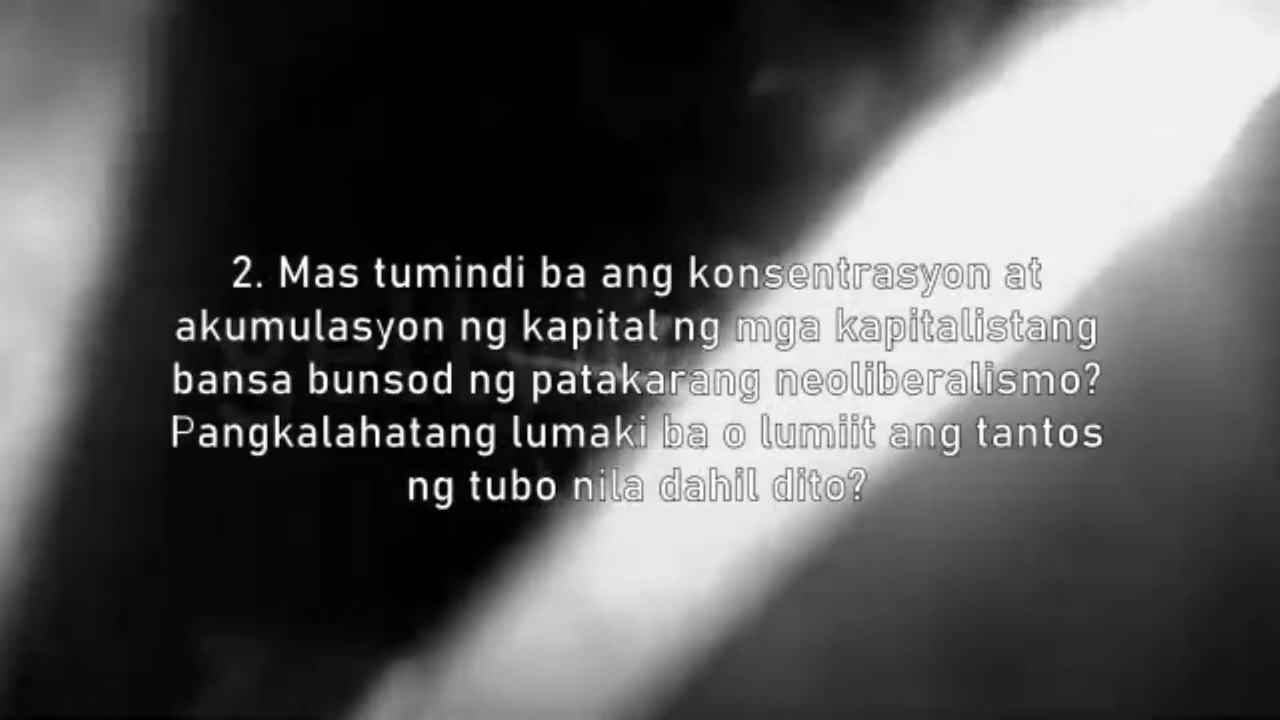 2. Mas tumindi ba ang konsentrasyon at
akumulasyon ng kapital ng mga kapitalistang
bansa bunsod ng patakarang neoliberalismo?
Pangkalahatang lumaki ba o lumiit ang tantos
ng tubo nila dahil dito?